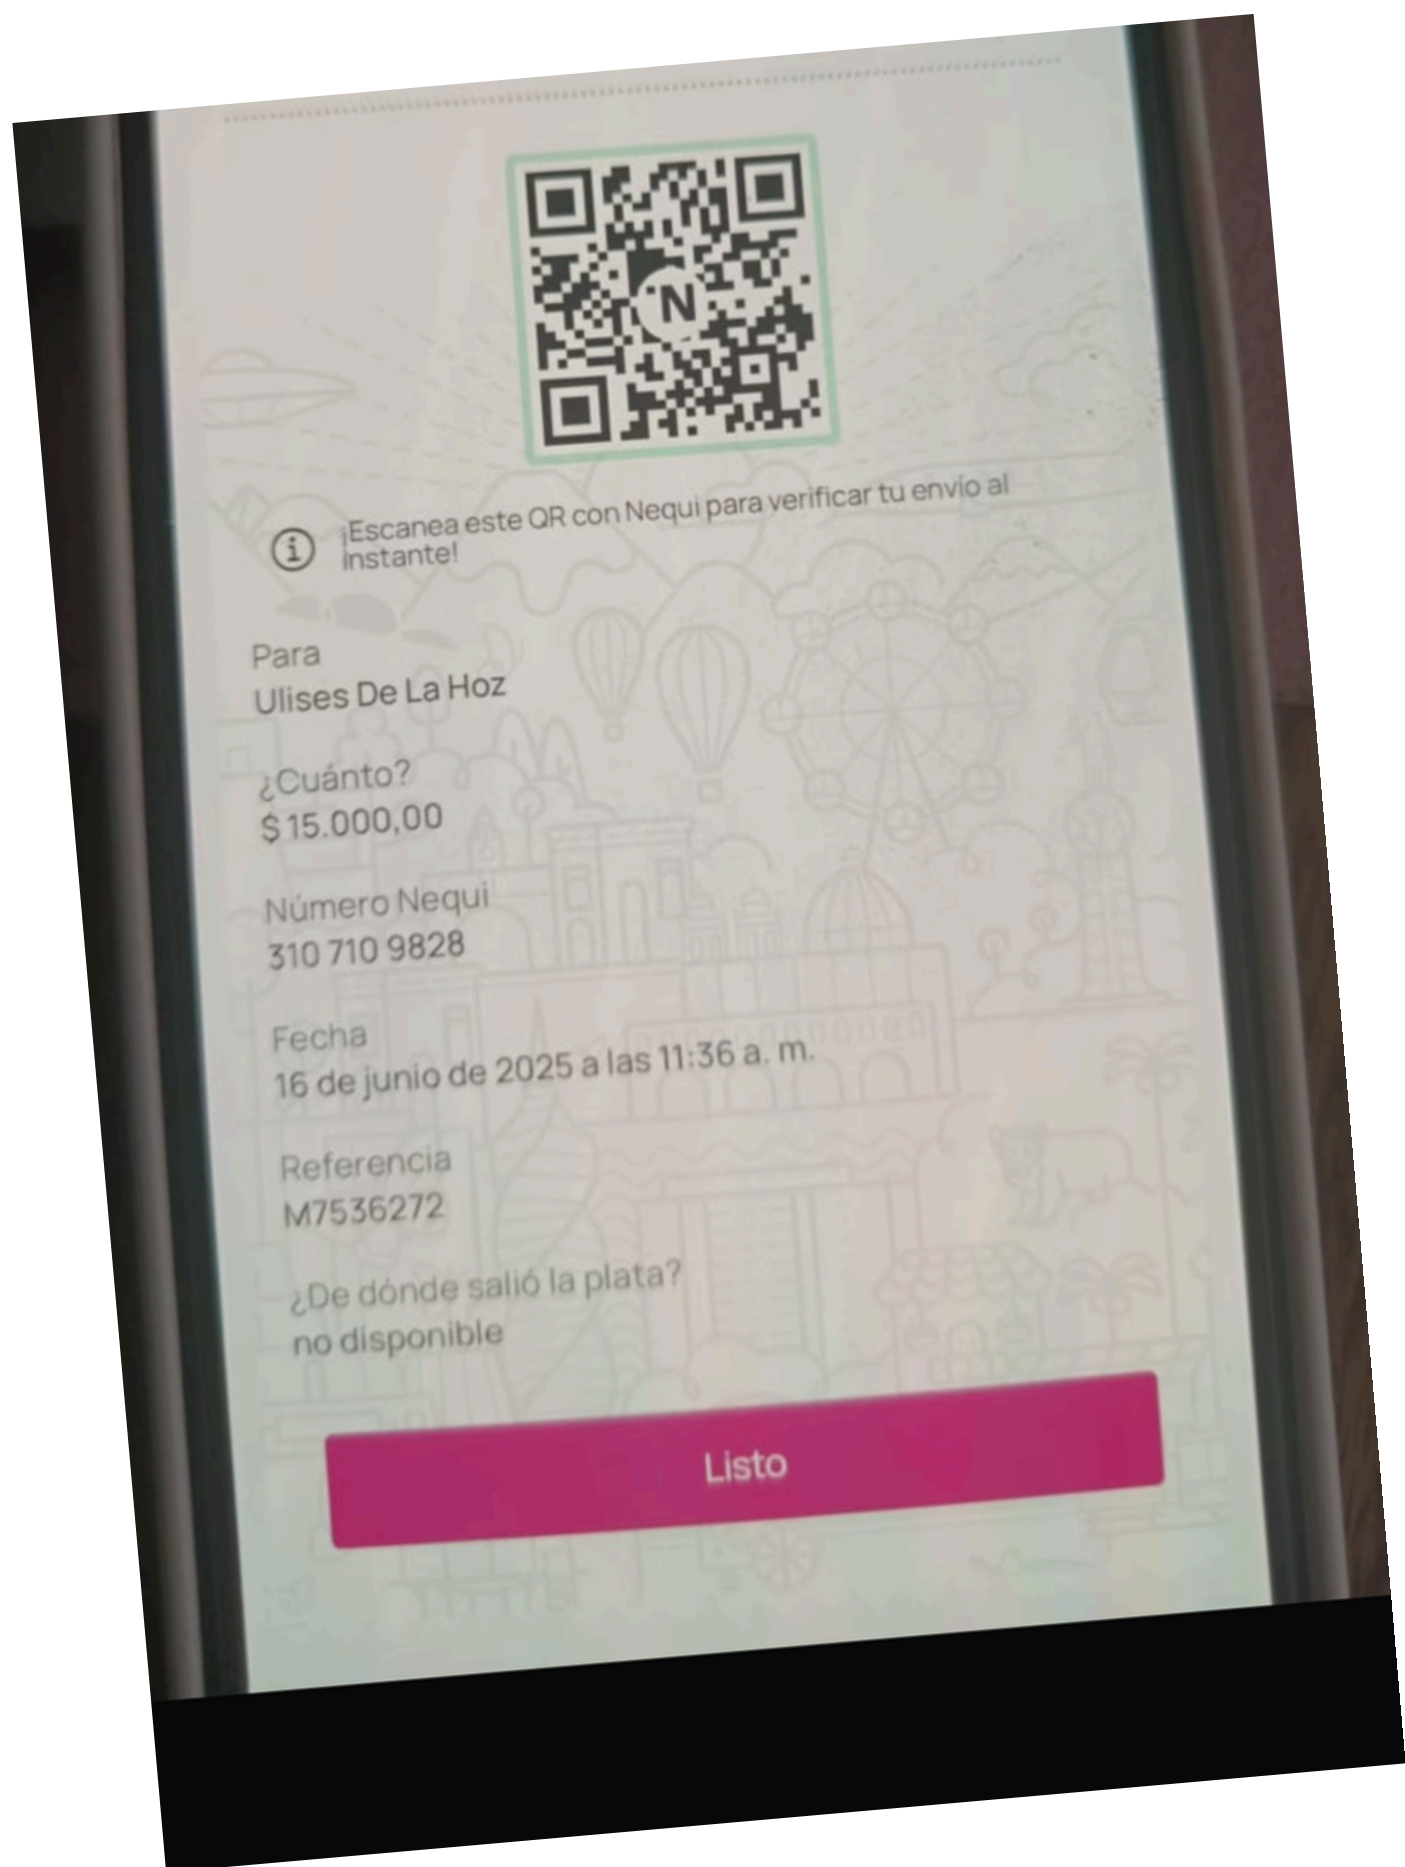 N
¡Escanea este QR con Nequi para verificar tu envío al
instante!
Para
Ulises De La Hoz
¿Cuánto?
$ 15.000,00
Número Nequi
310 710 9828
Fecha
16 de junio de 2025 a las 11:36 a. m.
Referencia
M7536272
¿De dónde salió la plata?
no disponible
Listo